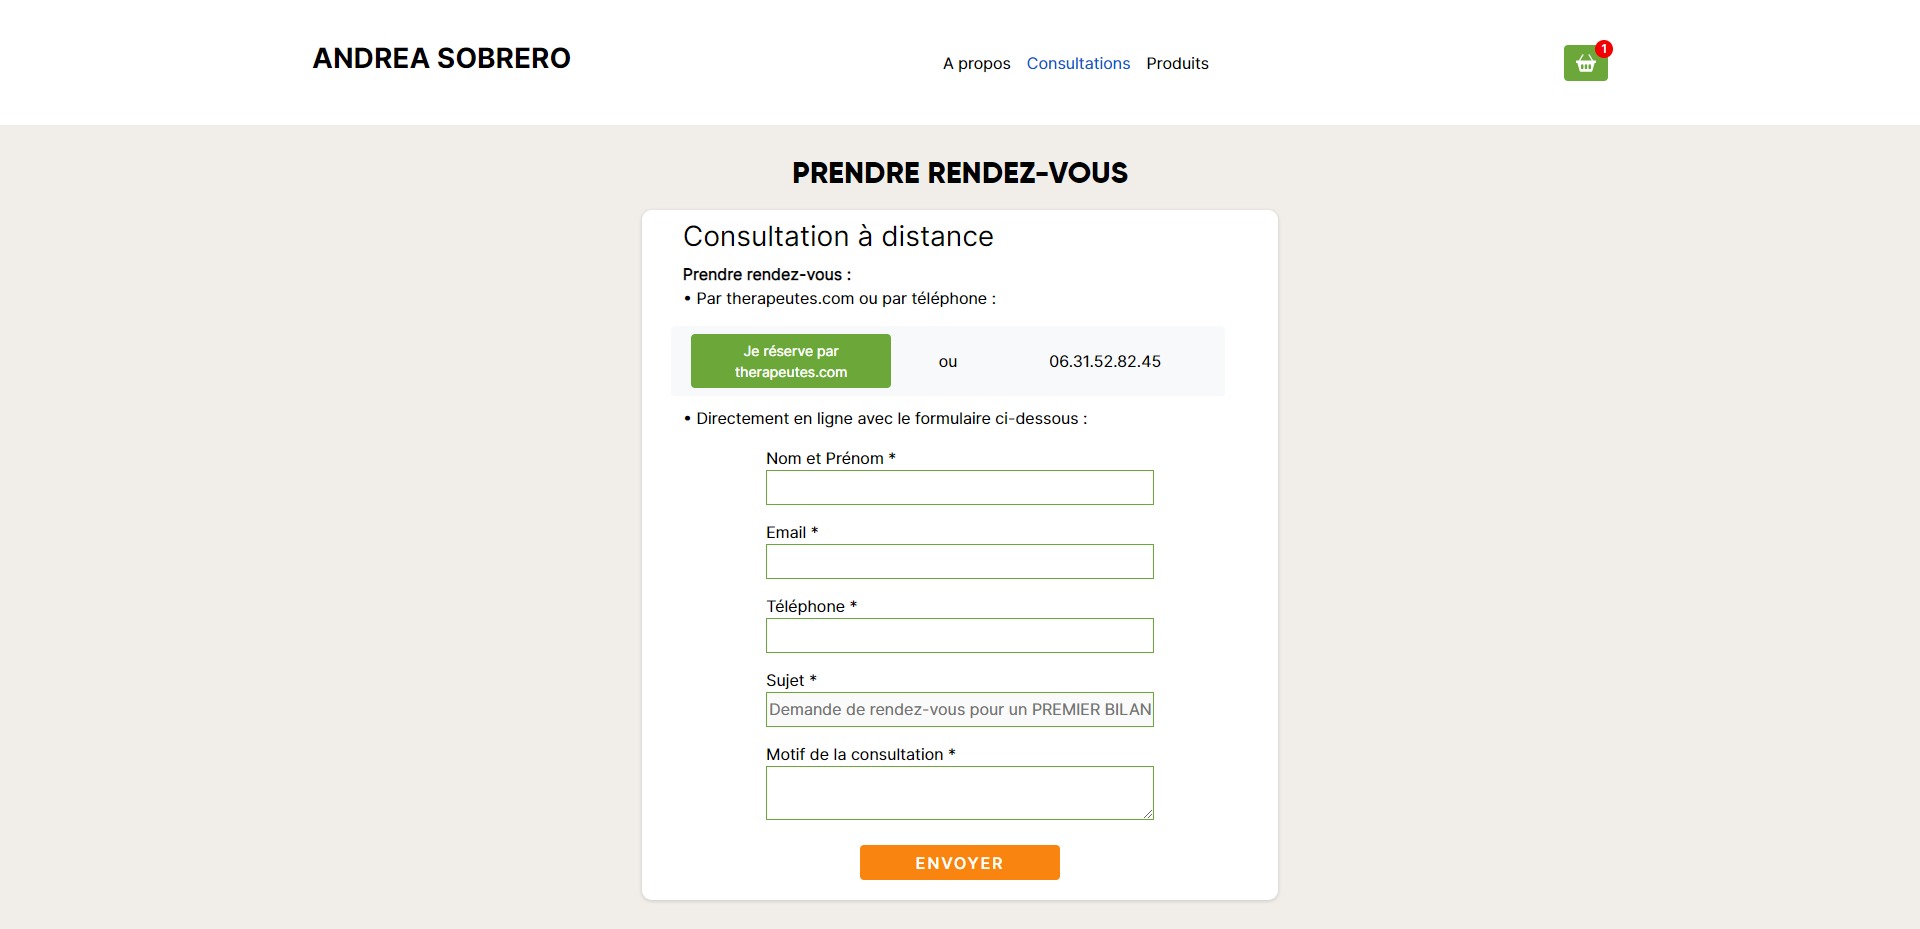 ANDREA SOBRERO
A propos Consultations Produits
1
PRENDRE RENDEZ-VOUS
Consultation à distance
Prendre rendez-vous :
• Par therapeutes.com ou par téléphone :
Je réserve par
therapeutes.com
ou
06.31.52.82.45
• Directement en ligne avec le formulaire ci-dessous :
Nom et Prénom *
Email *
Téléphone *
Sujet *
Demande de rendez-vous pour un PREMIER BILAN
Motif de la consultation *
ENVOYER